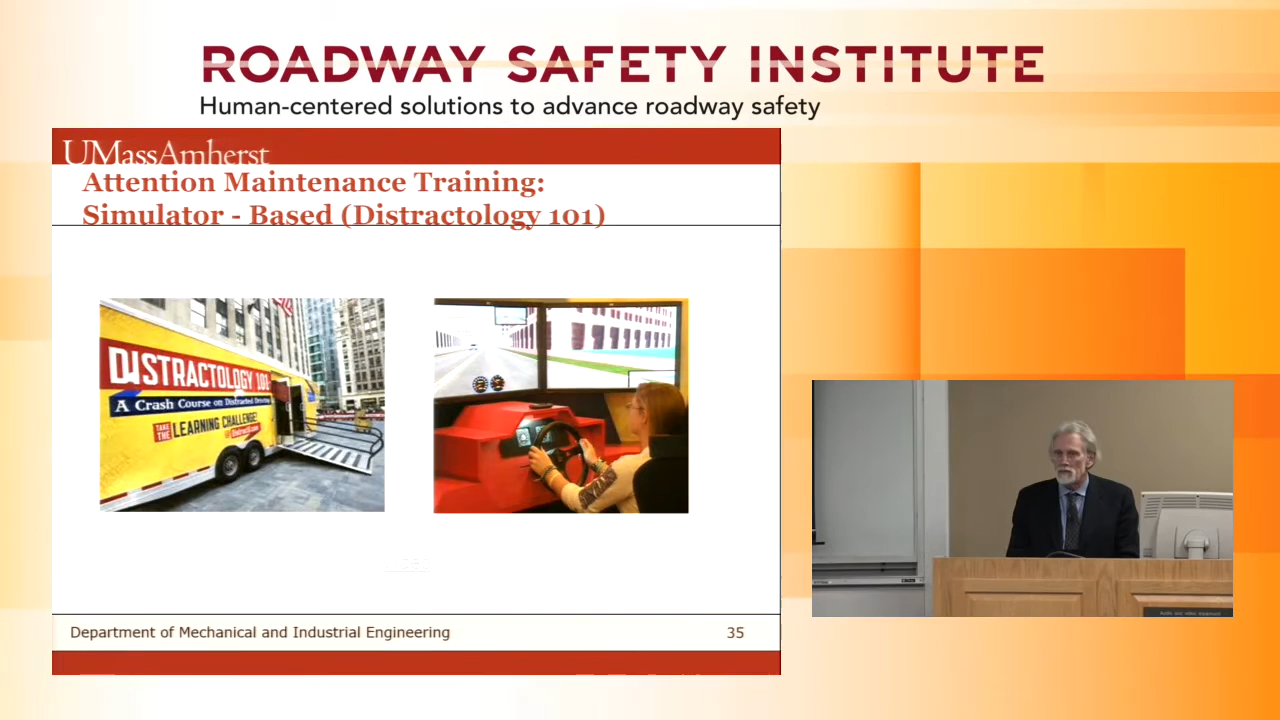 ROADWAY SAFETY INSTITUTE
Human-centered solutions to advance roadway safety
UMassAmherst
Attention Maintenance Training:
Simulator - Based (Distractology 101)
DISTRACTOLOGY 101
A Crash Course on Distracted Driving
TAKE THE LEARNING CHALLENGE!
Department of Mechanical and Industrial Engineering
35